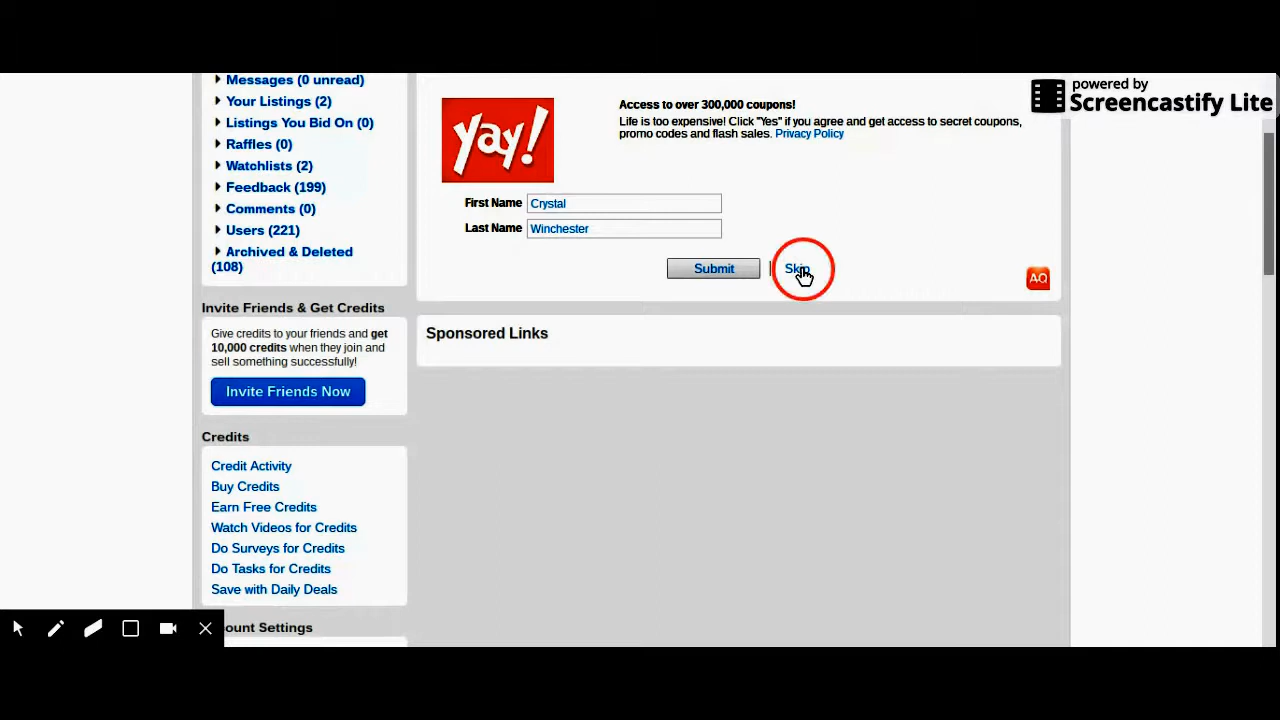 powered by
Screencastify Lite
Messages (0 unread)
Your Listings (2)
Listings You Bid On (0)
Raffles (0)
Watchlists (2)
Feedback (199)
Comments (0)
Users (221)
Archived & Deleted
(108)
Invite Friends & Get Credits
Give credits to your friends and get
10,000 credits when they join and
sell something successfully!
Invite Friends Now
Credits
Credit Activity
Buy Credits
Earn Free Credits
Watch Videos for Credits
Do Surveys for Credits
Do Tasks for Credits
Save with Daily Deals
ount Settings
yay!
Access to over 300,000 coupons!
Life is too expensive! Click "Yes" if you agree and get access to secret coupons,
promo codes and flash sales. Privacy Policy
First Name Crystal
Last Name Winchester
Submit | Skip
AQ
Sponsored Links